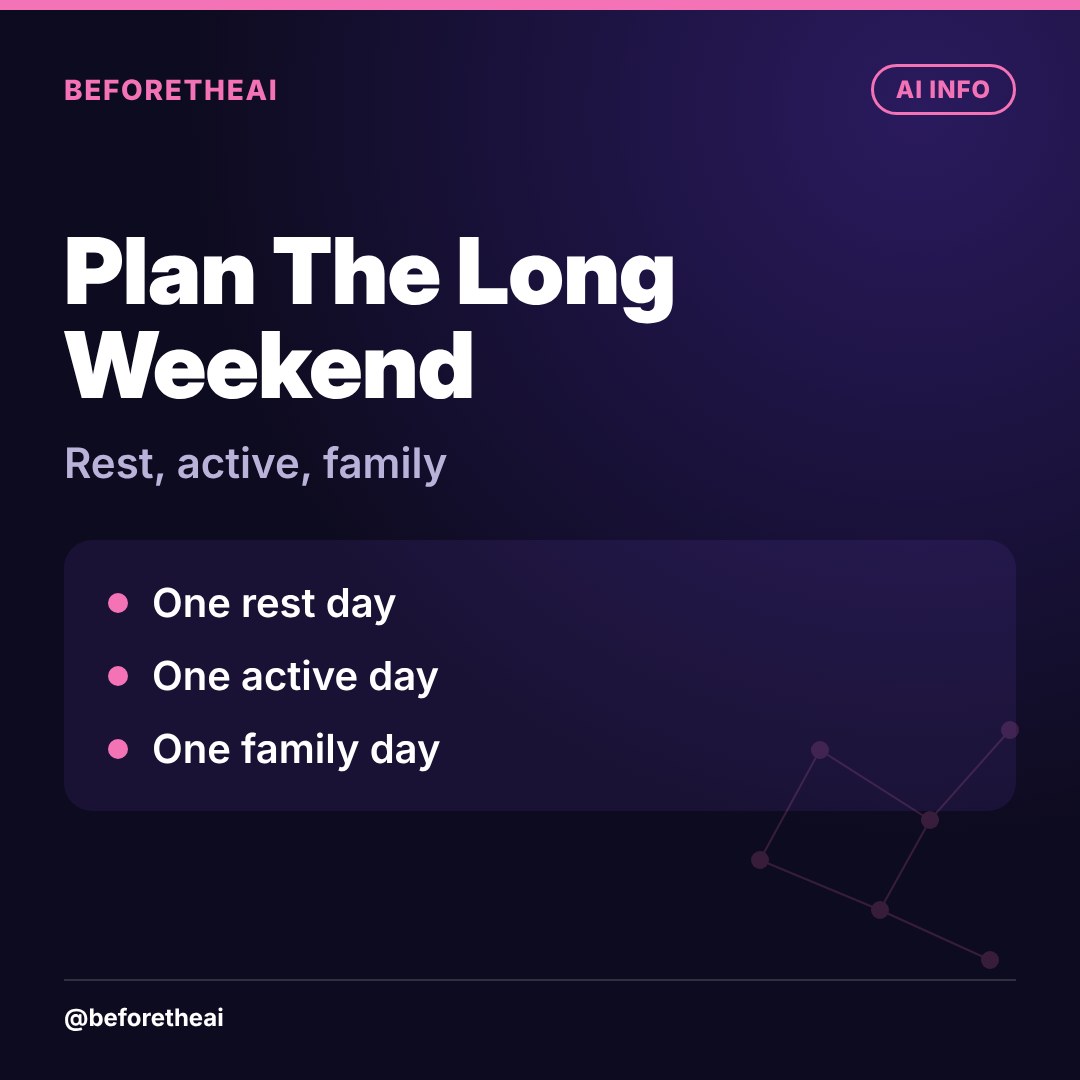 BEFORETHEAI
AI INFO
Plan The Long
Weekend
Rest, active, family
One rest day
One active day
One family day
@beforetheai